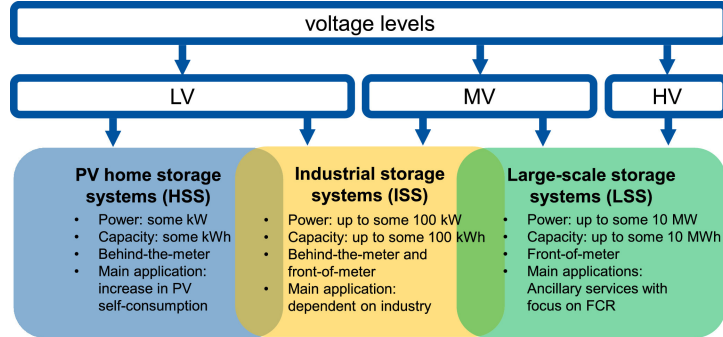 voltage levels
LV
MV
HV
PV home storage
systems (HSS)
• Power: some kW
• Capacity: some kWh
• Behind-the-meter
• Main application:
increase in PV
self-consumption
Industrial storage
systems (ISS)
• Power: up to some 100 kW
• Capacity: up to some 100 kWh
• Behind-the-meter and
front-of-meter
• Main application:
dependent on industry
Large-scale storage
systems (LSS)
• Power: up to some 10 MW
• Capacity: up to some 10 MWh
• Front-of-meter
• Main applications:
Ancillary services with
focus on FCR